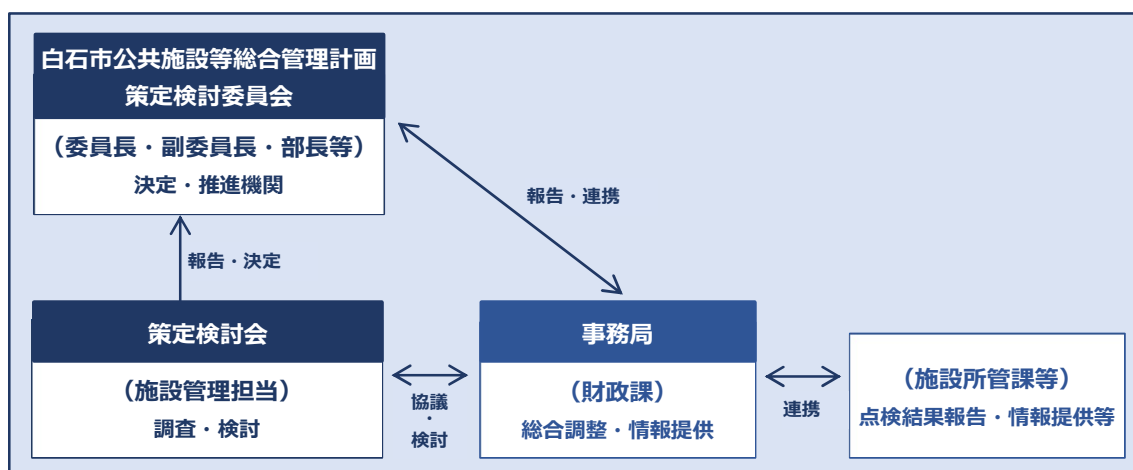 白石市公共施設等総合管理計画
策定検討委員会
（委員長・副委員長・部長等）
決定・推進機関
報告・連携
報告・決定
策定検討会
（施設管理担当）
調査・検討
協議
・
検討
事務局
（財政課）
総合調整・情報提供
連携
（施設所管課等）
点検結果報告・情報提供等